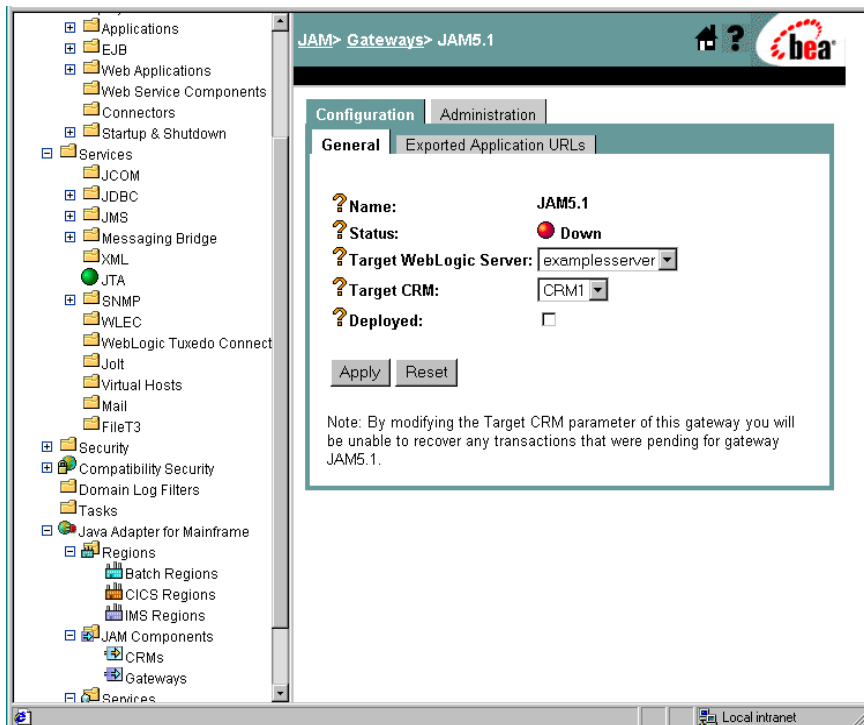 Applications
EJB
Web Applications
Web Service Components
Connectors
Startup & Shutdown
Services
JCOM
JDBC
JMS
Messaging Bridge
XML
JTA
SNMP
WLEC
WebLogic Tuxedo Connect
Jolt
Virtual Hosts
Mail
FileT3
Security
Compatibility Security
Domain Log Filters
Tasks
Java Adapter for Mainframe
Regions
Batch Regions
CICS Regions
IMS Regions
JAM Components
CRMs
Gateways
Services
JAM> Gateways> JAM5.1
? bea
Configuration Administration
General Exported Application URLs
? Name: JAM5.1
? Status: Down
? Target WebLogic Server: examplesserver
? Target CRM: CRM1
? Deployed:
Apply Reset
Note: By modifying the Target CRM parameter of this gateway you will
be unable to recover any transactions that were pending for gateway
JAM5.1.
Local intranet